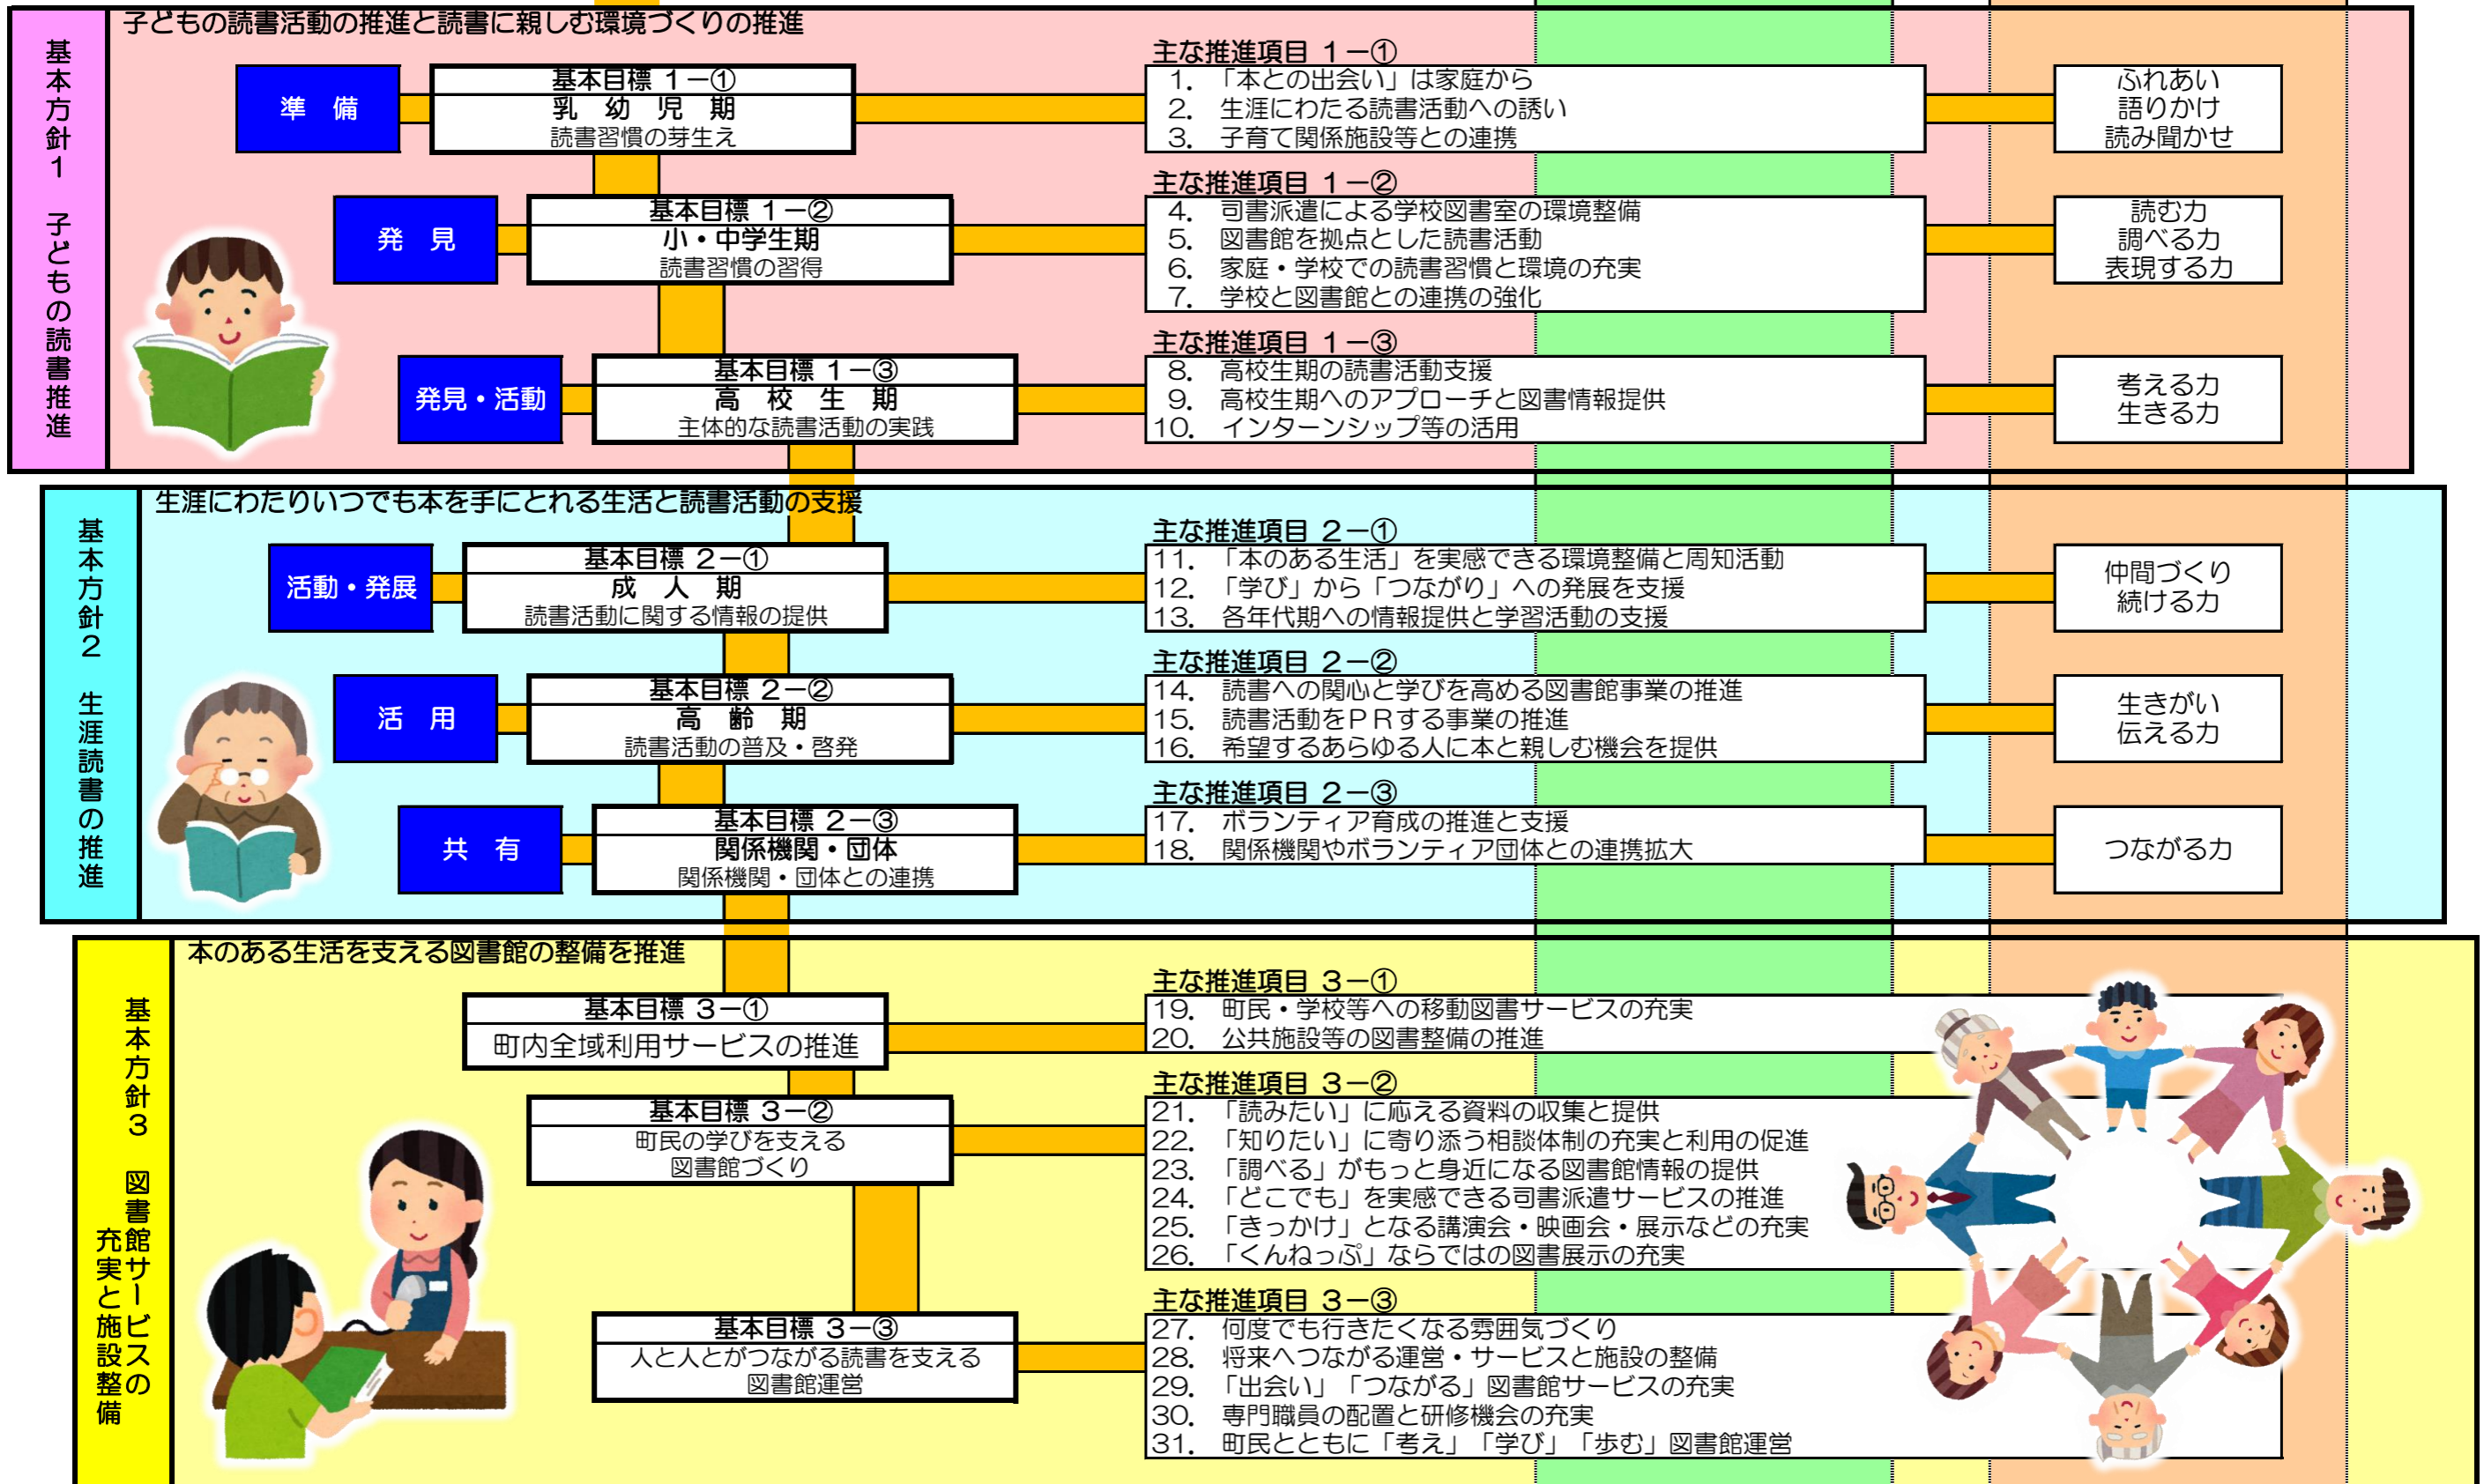 基本方針１　子どもの読書推進
子どもの読書活動の推進と読書に親しむ環境づくりの推進
準　備
基本目標 １－①
乳　幼　児　期
読書習慣の芽生え
主な推進項目 １－①
1.　「本との出会い」は家庭から
2.　生涯にわたる読書活動への誘い
3.　子育て関係施設等との連携
ふれあい
語りかけ
読み聞かせ
発　見
基本目標 １－②
小・中学生期
読書習慣の習得
主な推進項目 １－②
4.　司書派遣による学校図書室の環境整備
5.　図書館を拠点とした読書活動
6.　家庭・学校での読書習慣と環境の充実
7.　学校と図書館との連携の強化
読む力
調べる力
表現する力
発見・活動
基本目標 １－③
高　校　生　期
主体的な読書活動の実践
主な推進項目 １－③
8.　高校生期の読書活動支援
9.　高校生期へのアプローチと図書情報提供
10.　インターンシップ等の活用
考える力
生きる力
基本方針２　生涯読書の推進
生涯にわたりいつでも本を手にとれる生活と読書活動の支援
活動・発展
基本目標 ２－①
成　人　期
読書活動に関する情報の提供
主な推進項目 ２－①
11.　「本のある生活」を実感できる環境整備と周知活動
12.　「学び」から「つながり」への発展を支援
13.　各年代期への情報提供と学習活動の支援
仲間づくり
続ける力
活　用
基本目標 ２－②
高　齢　期
読書活動の普及・啓発
主な推進項目 ２－②
14.　読書への関心と学びを高める図書館事業の推進
15.　読書活動をＰＲする事業の推進
16.　希望するあらゆる人に本と親しむ機会を提供
生きがい
伝える力
共　有
基本目標 ２－③
関係機関・団体
関係機関・団体との連携
主な推進項目 ２－③
17.　ボランティア育成の推進と支援
18.　関係機関やボランティア団体との連携拡大
つながる力
基本方針３　図書館サービスの
充実と施設整備
本のある生活を支える図書館の整備を推進
基本目標 ３－①
町内全域利用サービスの推進
主な推進項目 ３－①
19.　町民・学校等への移動図書サービスの充実
20.　公共施設等の図書整備の推進
基本目標 ３－②
町民の学びを支える
図書館づくり
主な推進項目 ３－②
21.　「読みたい」に応える資料の収集と提供
22.　「知りたい」に寄り添う相談体制の充実と利用の促進
23.　「調べる」がもっと身近になる図書館情報の提供
24.　「どこでも」を実感できる司書派遣サービスの推進
25.　「きっかけ」となる講演会・映画会・展示などの充実
26.　「くんねっぷ」ならではの図書展示の充実
基本目標 ３－③
人と人とがつながる読書を支える
図書館運営
主な推進項目 ３－③
27.　何度でも行きたくなる雰囲気づくり
28.　将来へつながる運営・サービスと施設の整備
29.　「出会い」「つながる」図書館サービスの充実
30.　専門職員の配置と研修機会の充実
31.　町民とともに「考え」「学び」「歩む」図書館運営